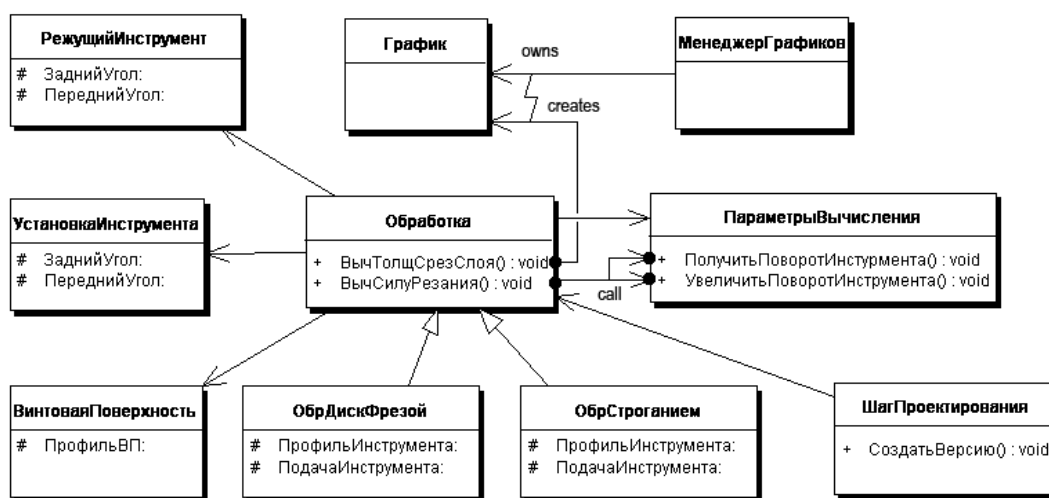 РежущийИнструмент
# ЗаднийУгол:
# ПереднийУгол:
График
owns
МенеджерГрафиков
creates
УстановкаИнструмента
# ЗаднийУгол:
# ПереднийУгол:
Обработка
+ ВычТолщСрезСлоя() : void
+ ВычСилуРезания() : void
call
ПараметрыВычисления
+ ПолучитьПоворотИнстурмента() : void
+ УвеличитьПоворотИнструмента() : void
ВинтоваяПоверхность
# ПрофильВП:
ОбрДискФрезой
# ПрофильИнструмента:
# ПодачаИнструмента:
ОбрСтроганием
# ПрофильИнструмента:
# ПодачаИнструмента:
ШагПроектирования
+ СоздатьВерсию() : void